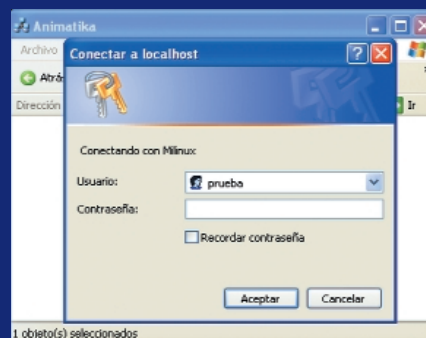 Animatika
Archivo
Conectar a localhost
Atrás
Dirección
Ir
Conectando con Milinux
Usuario:
prueba
Contraseña:
Recordar contraseña
Aceptar
Cancelar
1 objeto(s) seleccionados